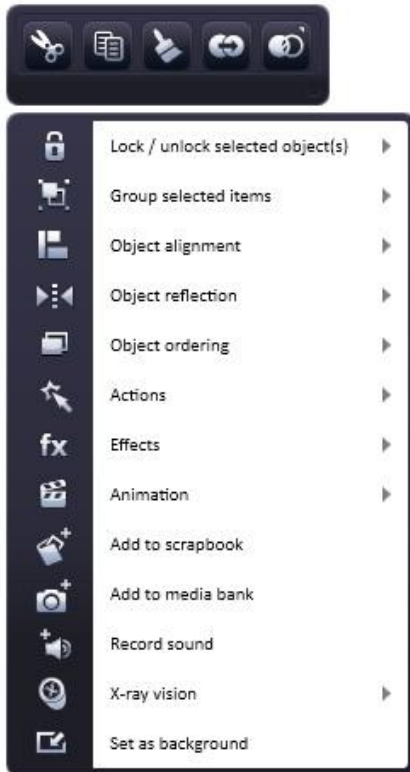 Lock / unlock selected object(s)
Group selected items
Object alignment
Object reflection
Object ordering
Actions
fx Effects
Animation
Add to scrapbook
Add to media bank
Record sound
X-ray vision
Set as background